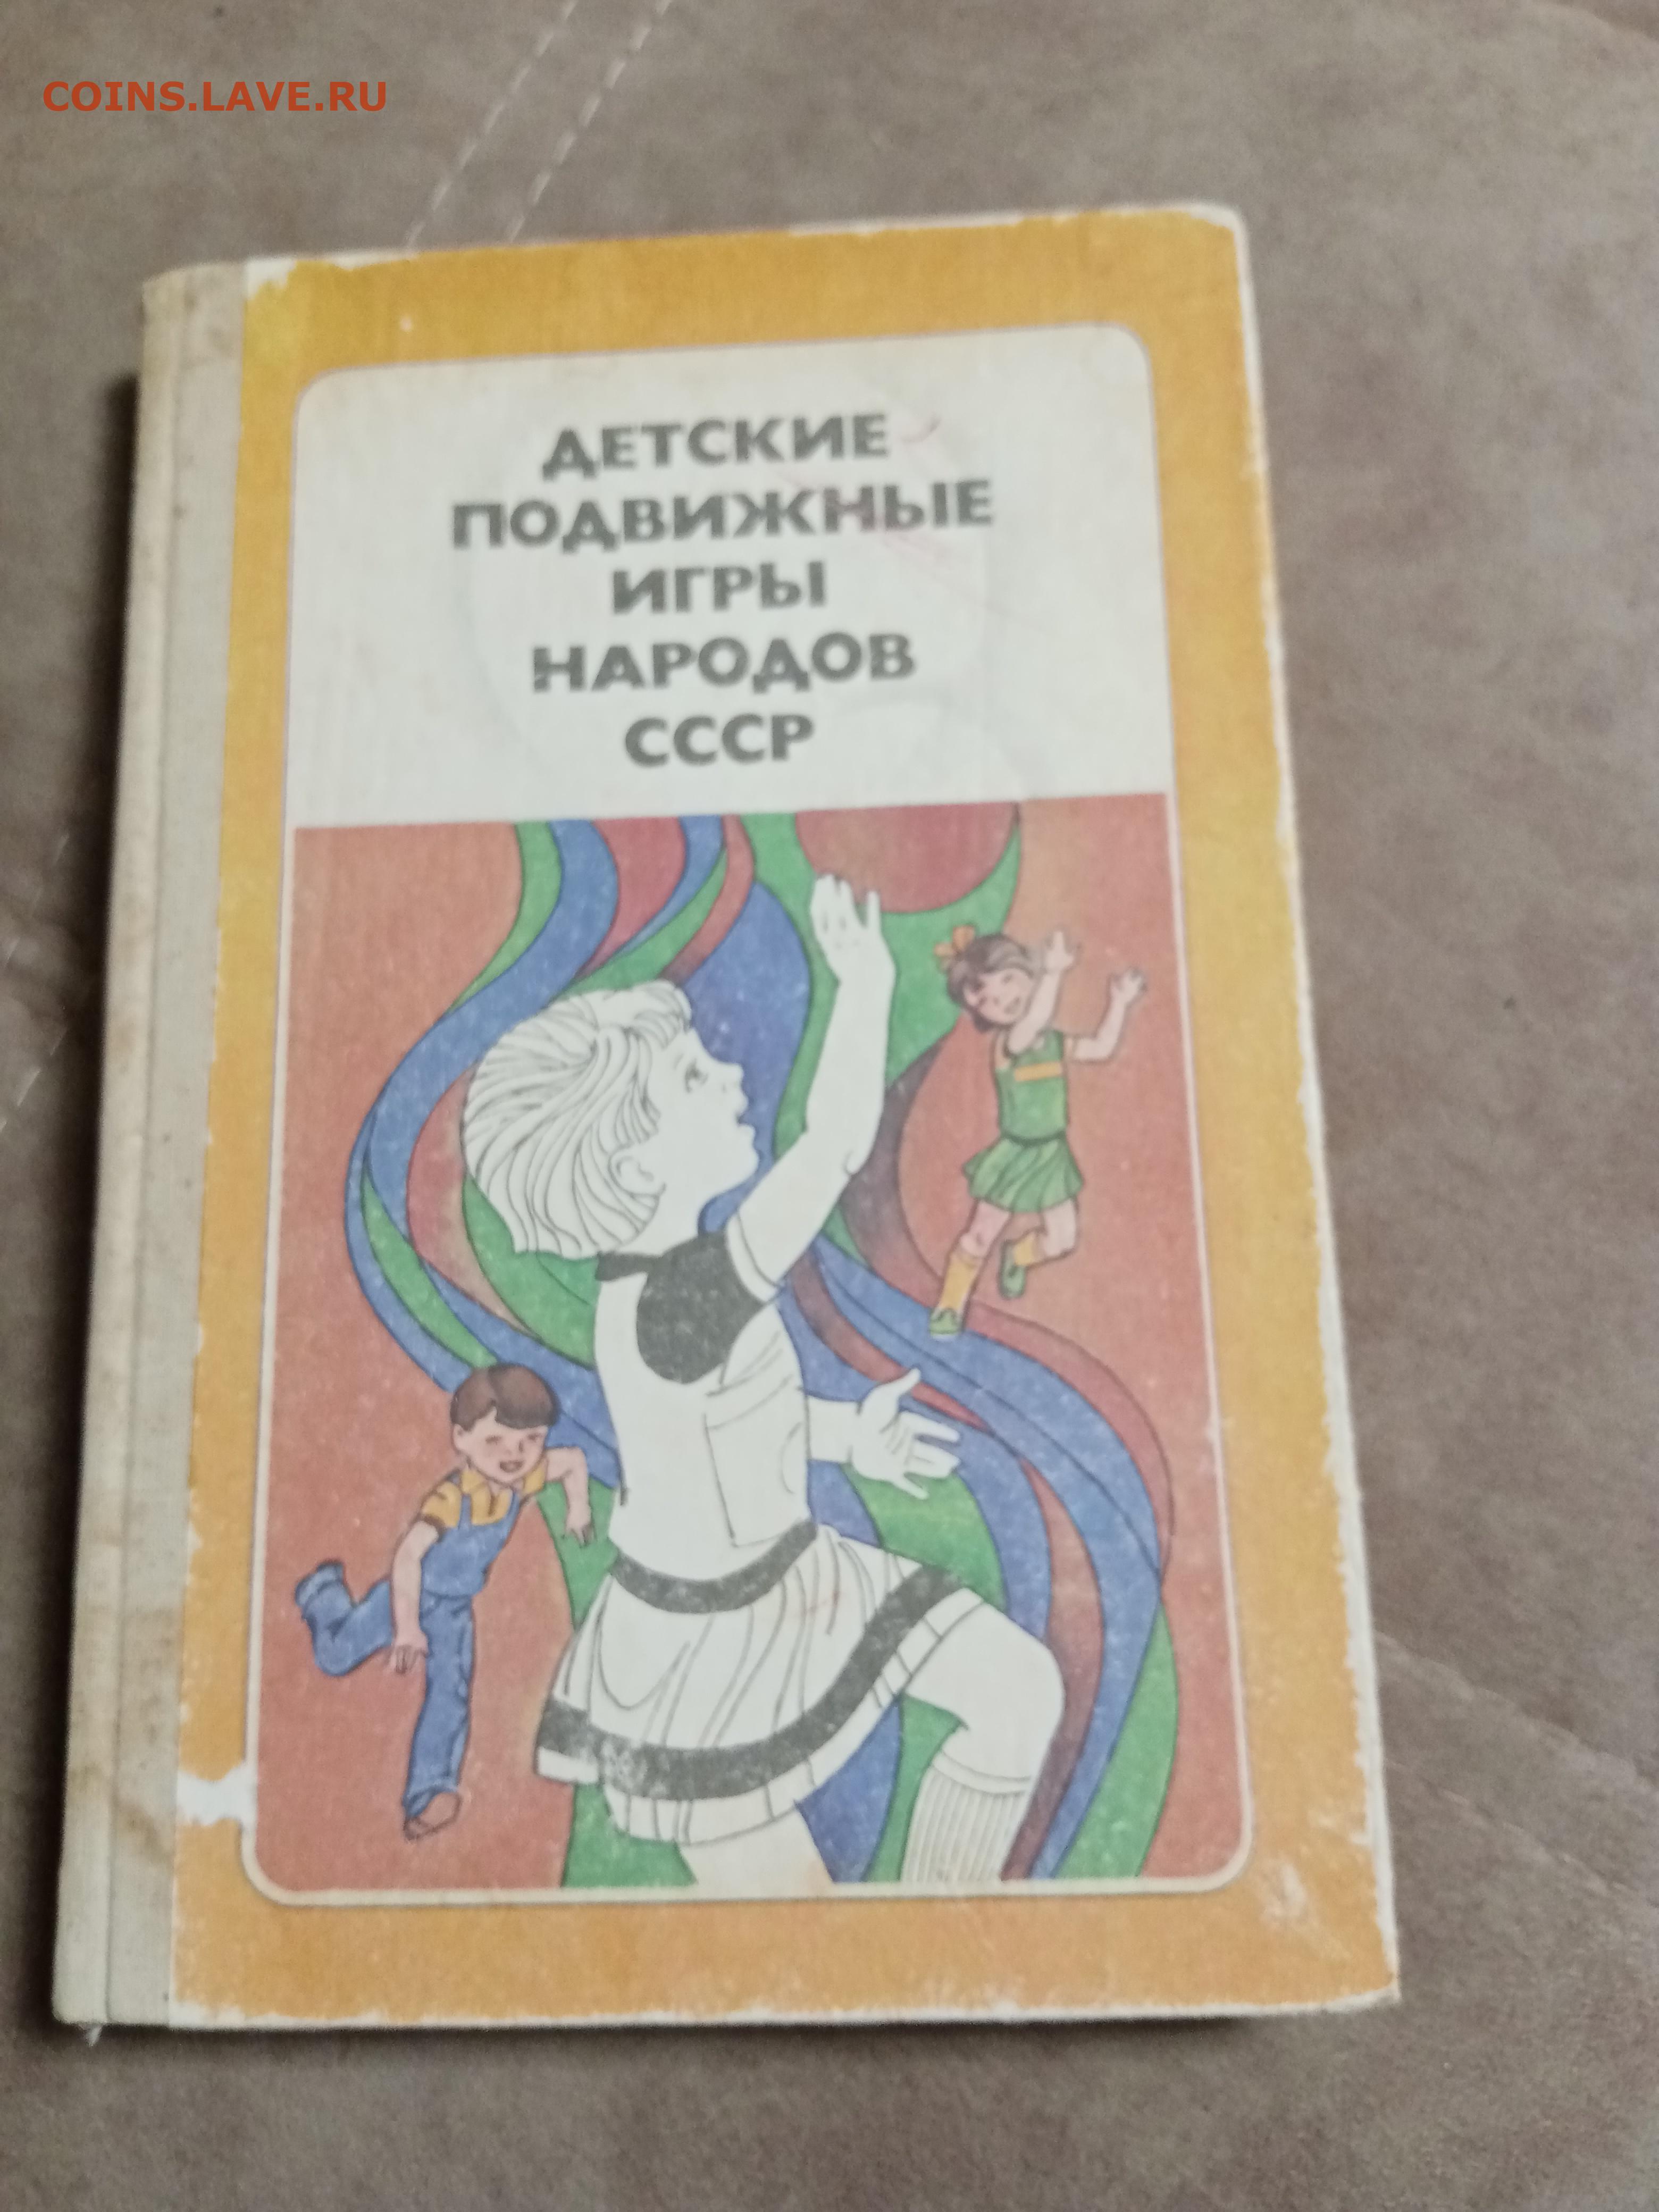 COINS.LAVE.RU
ДЕТСКИЕ
ПОДВИЖНЫЕ
ИГРЫ
НАРОДОВ
СССР